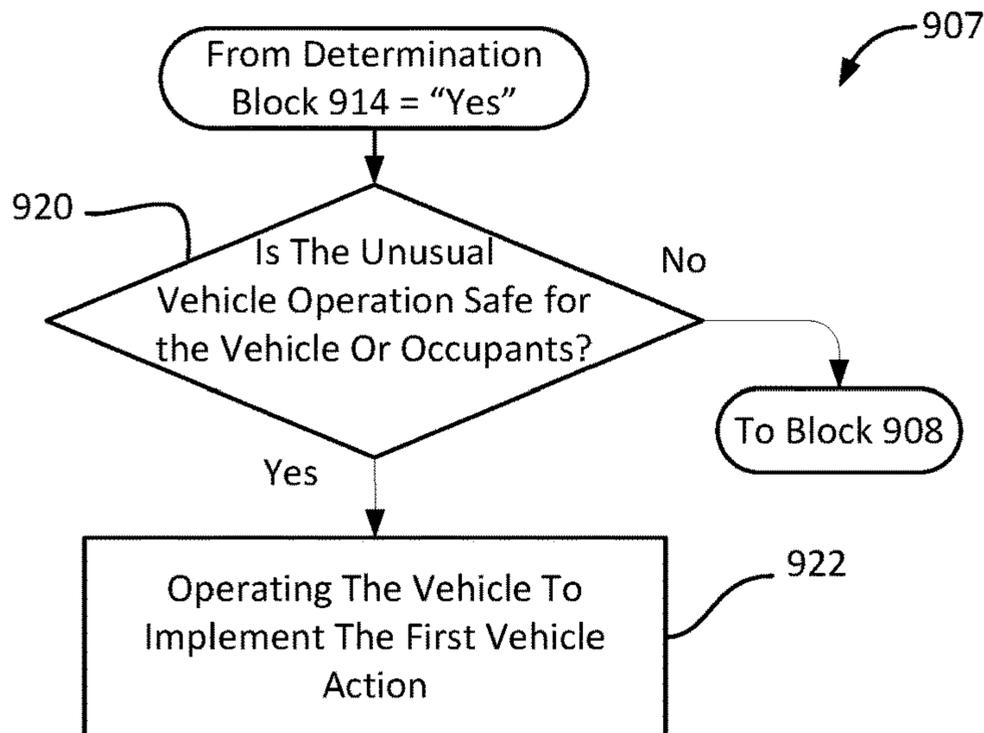 907
From Determination
Block 914 = “Yes”
920
Is The Unusual
Vehicle Operation Safe for
the Vehicle Or Occupants?
No
To Block 908
Yes
Operating The Vehicle To
Implement The First Vehicle
Action
922